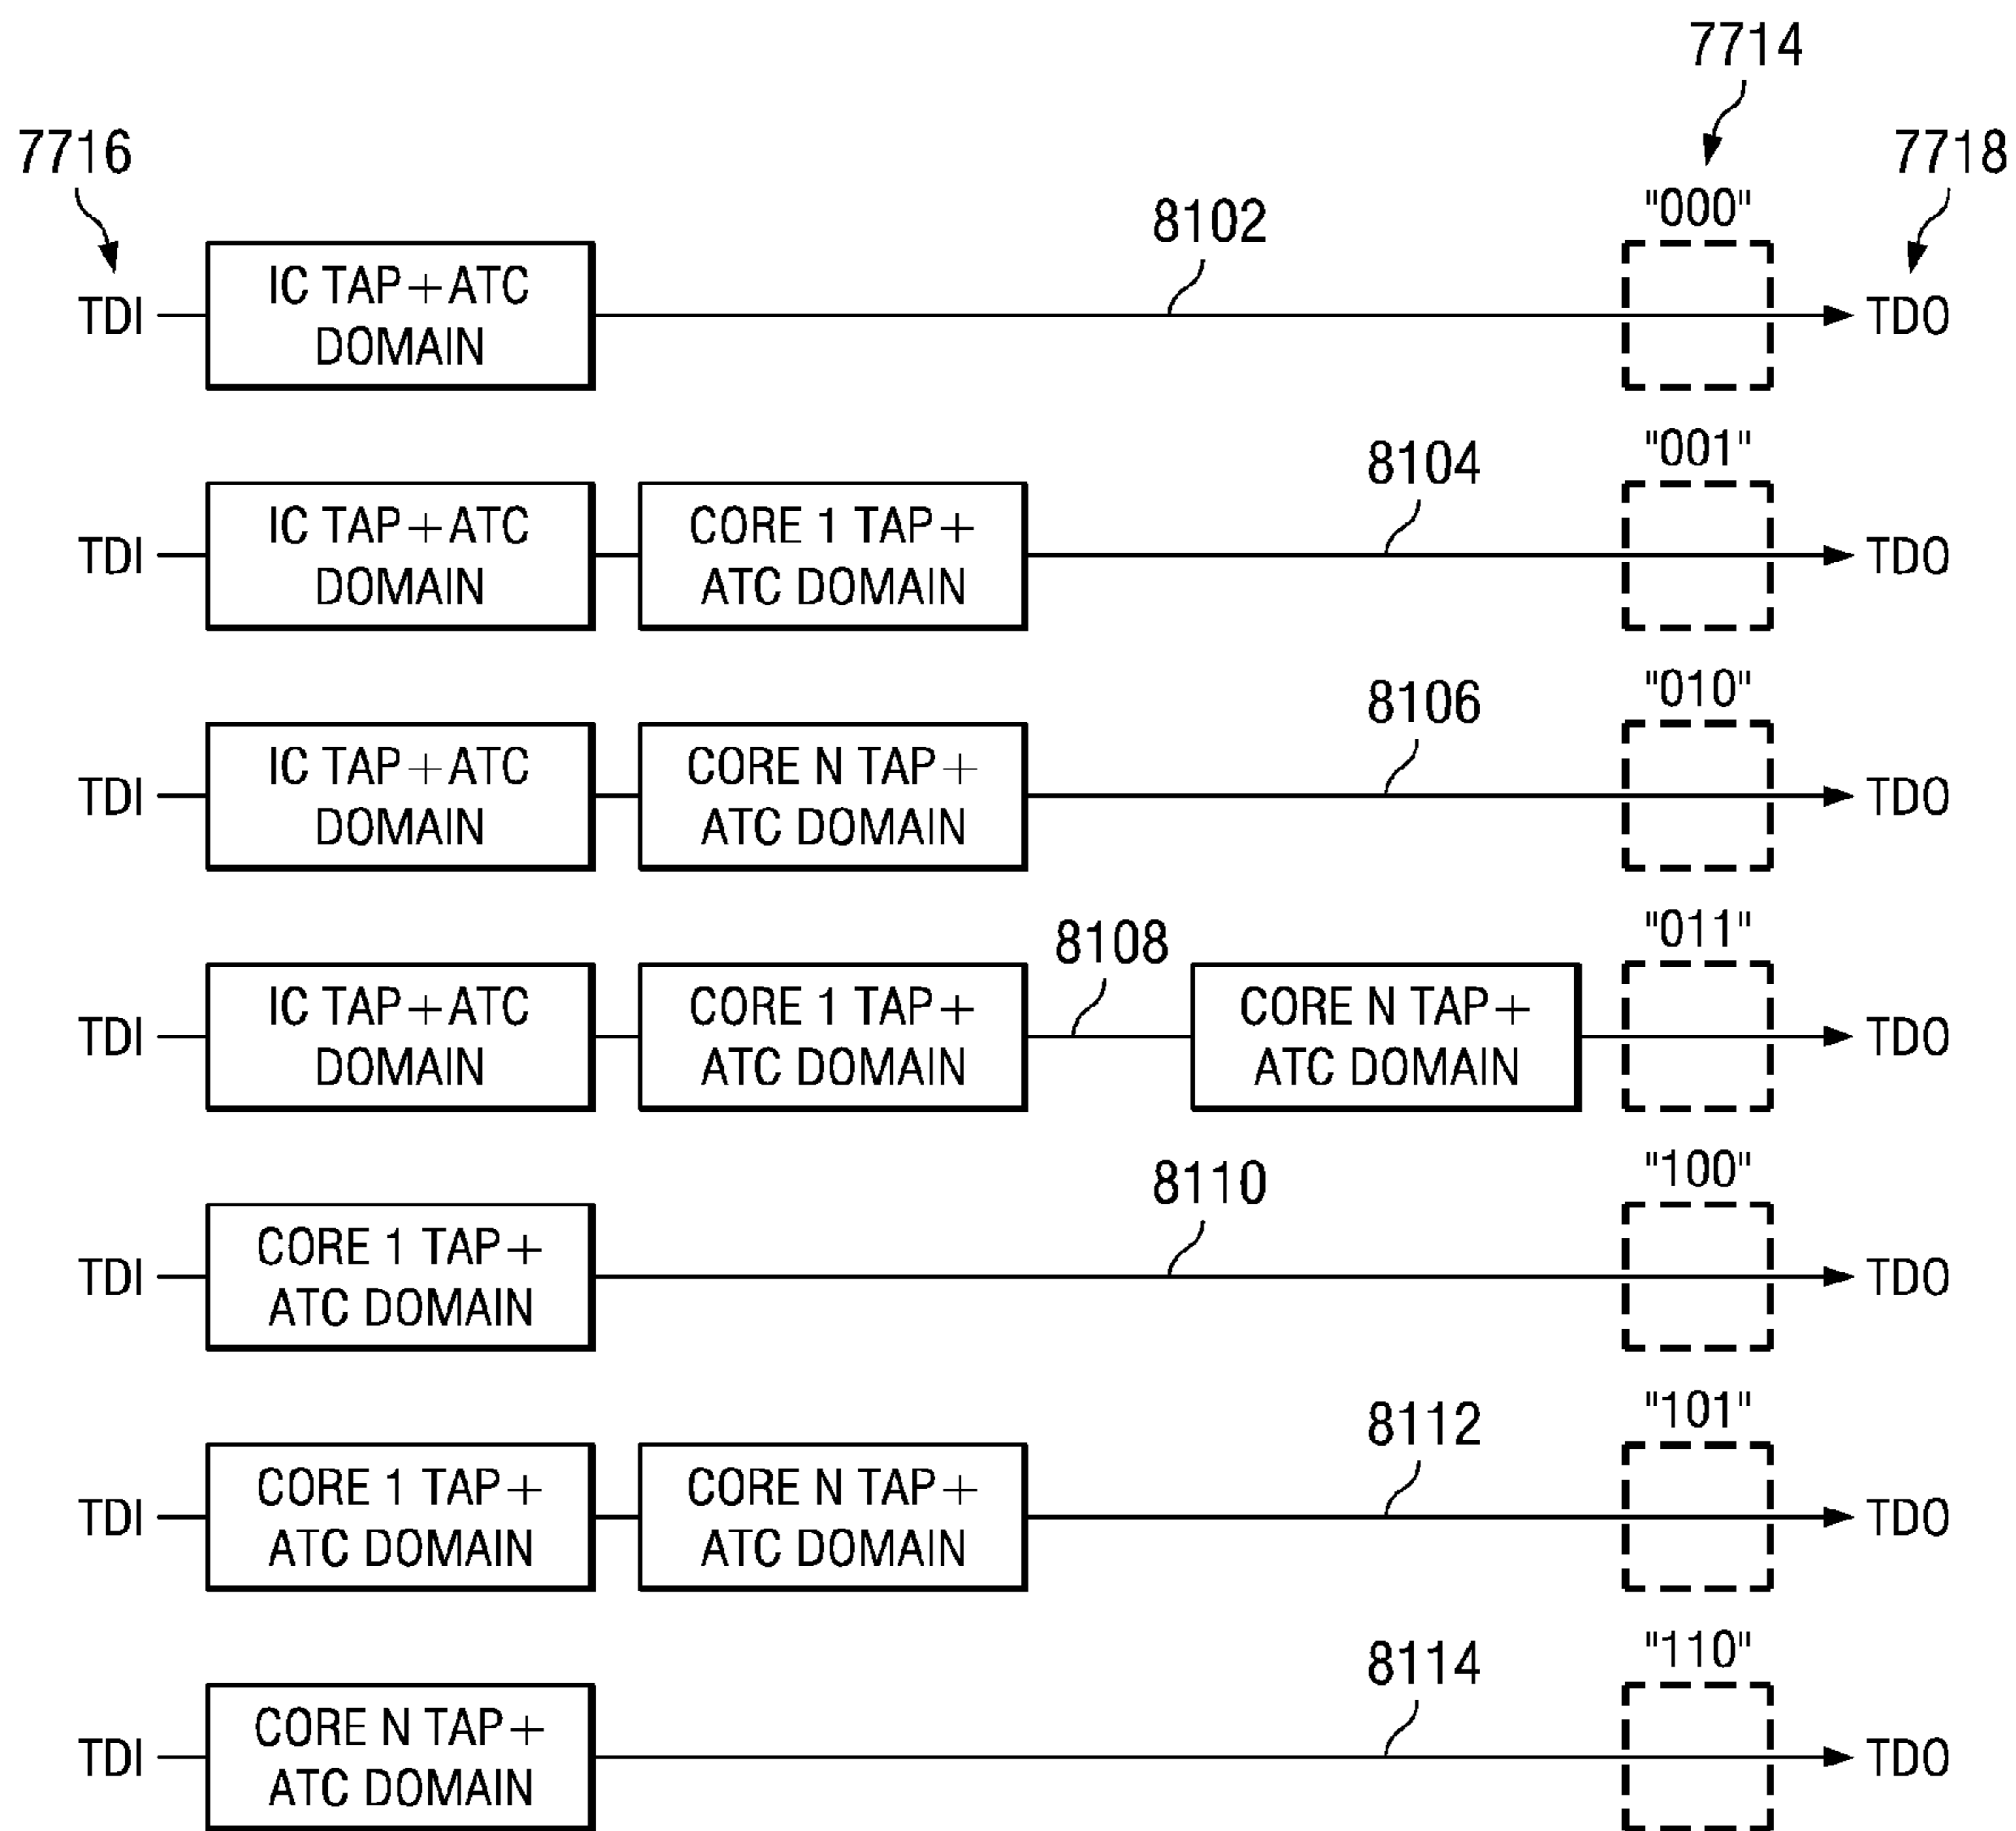 7714
7716
7718
8102
"000"
TDI
IC TAP+ATC
DOMAIN
TDO
8104
"001"
TDI
IC TAP+ATC
DOMAIN
CORE 1 TAP+
ATC DOMAIN
TDO
8106
"010"
TDI
IC TAP+ATC
DOMAIN
CORE N TAP+
ATC DOMAIN
TDO
8108
"011"
TDI
IC TAP+ATC
DOMAIN
CORE 1 TAP+
ATC DOMAIN
CORE N TAP+
ATC DOMAIN
TDO
8110
"100"
TDI
CORE 1 TAP+
ATC DOMAIN
TDO
8112
"101"
TDI
CORE 1 TAP+
ATC DOMAIN
CORE N TAP+
ATC DOMAIN
TDO
8114
"110"
TDI
CORE N TAP+
ATC DOMAIN
TDO